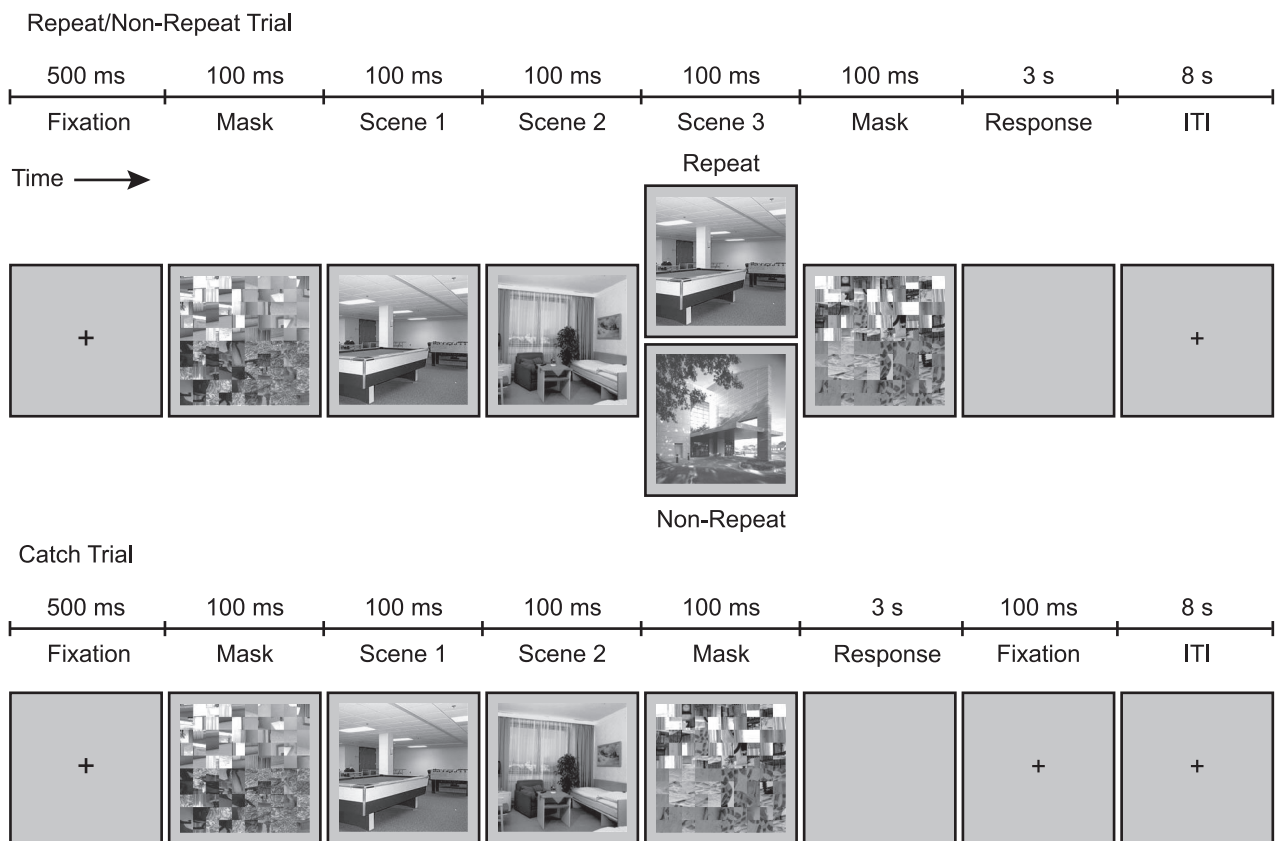 Repeat/Non-Repeat Trial
500 ms 100 ms 100 ms 100 ms 100 ms 100 ms 3 s 8 s
Fixation Mask Scene 1 Scene 2 Scene 3 Mask Response ITI
Repeat
Time
Non-Repeat
Catch Trial
500 ms 100 ms 100 ms 100 ms 100 ms 3 s 100 ms 8 s
Fixation Mask Scene 1 Scene 2 Mask Response Fixation ITI